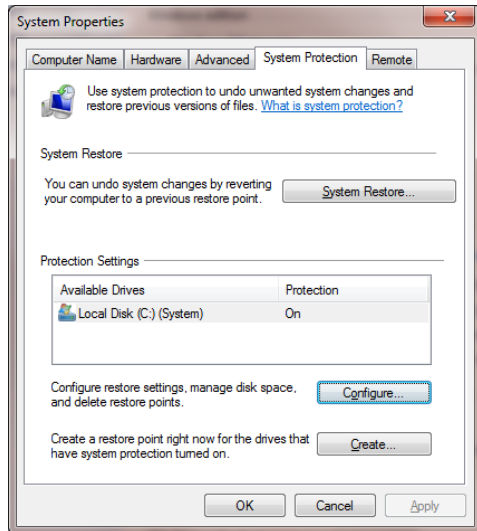 System Properties
Computer Name Hardware Advanced System Protection Remote
Use system protection to undo unwanted system changes and
restore previous versions of files. What is system protection?
System Restore
You can undo system changes by reverting
your computer to a previous restore point.
System Restore...
Protection Settings
Available Drives Protection
Local Disk (C:) (System) On
Configure restore settings, manage disk space,
and delete restore points.
Configure...
Create a restore point right now for the drives that
have system protection turned on.
Create...
OK Cancel Apply